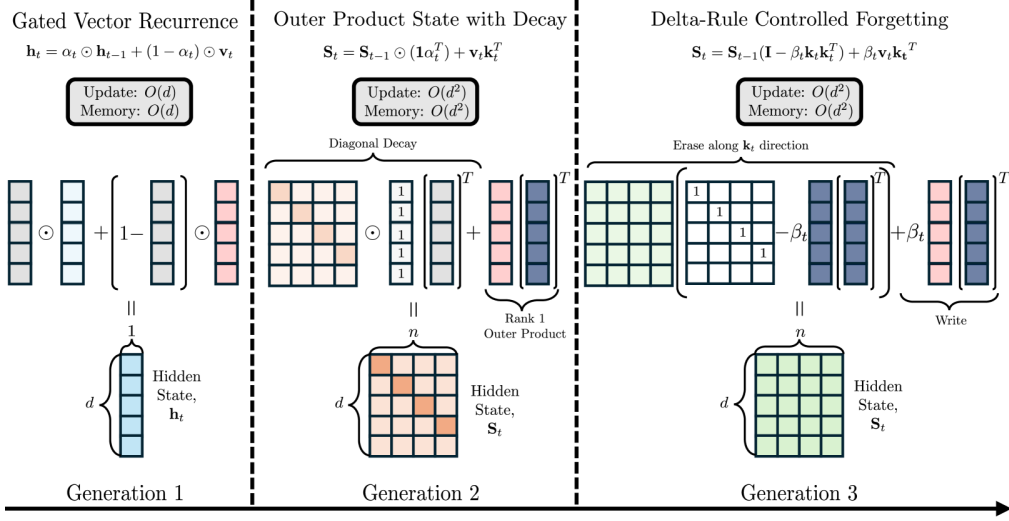 Gated Vector Recurrence
h_t = α_t ⊙ h_{t−1} + (1 − α_t) ⊙ v_t
Update: O(d)
Memory: O(d)
⊙ + ( 1− ) ⊙
=
1
d
Hidden
State,
h_t
Generation 1
Outer Product State with Decay
S_t = S_{t−1} ⊙ (1α_t^T) + v_t k_t^T
Update: O(d²)
Memory: O(d²)
Diagonal Decay
⊙ [ ]^T + [ ]^T
1
1
1
1
1
Rank 1
Outer Product
=
n
d
Hidden
State,
S_t
Generation 2
Delta-Rule Controlled Forgetting
S_t = S_{t−1}(I − β_t k_t k_t^T) + β_t v_t k_t^T
Update: O(d²)
Memory: O(d²)
Erase along k_t direction
( −β_t [ ]^T ) +β_t [ ]^T
1
1
1
1
Write
=
n
d
Hidden
State,
S_t
Generation 3